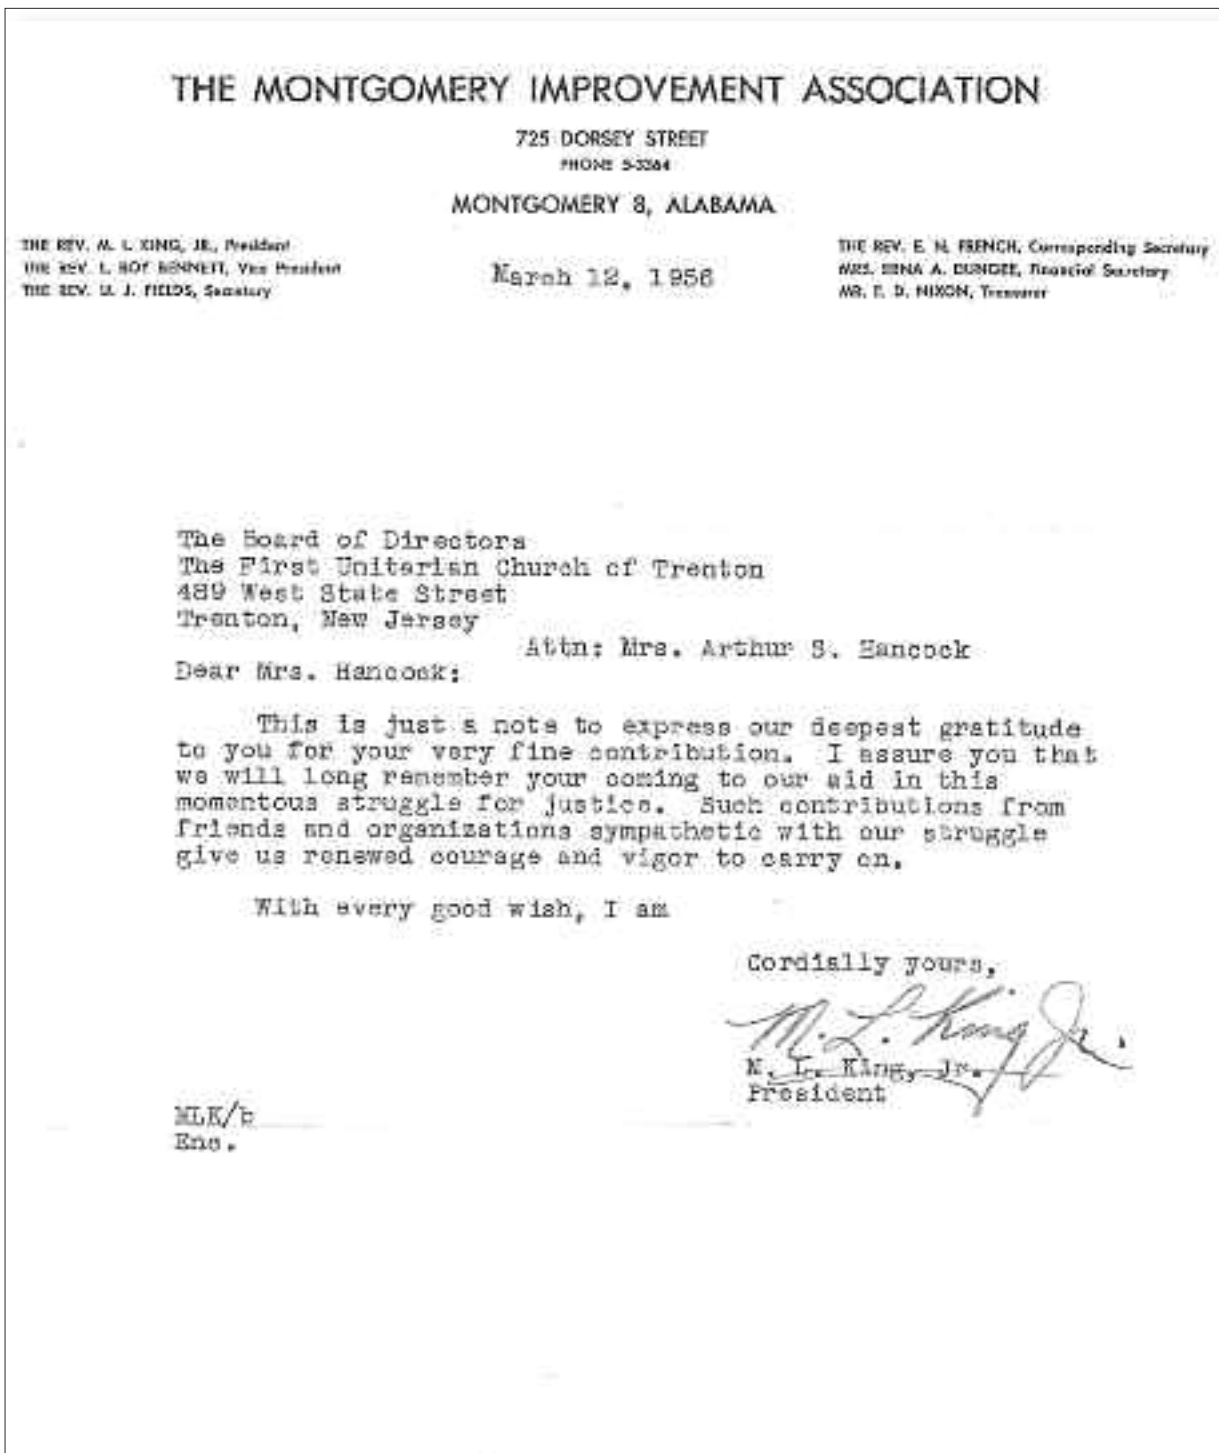 THE MONTGOMERY IMPROVEMENT ASSOCIATION
725 DORSEY STREET
PHONE 5-3364
MONTGOMERY 8, ALABAMA
THE REV. M. L. KING, JR., President
THE REV. L. ROY BENNETT, Vice President
THE REV. U. J. FIELDS, Secretary
March 12, 1956
THE REV. E. N. FRENCH, Corresponding Secretary
MRS. ERNA A. DUNGEE, Financial Secretary
MR. E. D. NIXON, Treasurer
The Board of Directors
The First Unitarian Church of Trenton
489 West State Street
Trenton, New Jersey
Attn: Mrs. Arthur S. Hancock
Dear Mrs. Hancock:
This is just a note to express our deepest gratitude
to you for your very fine contribution. I assure you that
we will long remember your coming to our aid in this
momentous struggle for justice. Such contributions from
friends and organizations sympathetic with our struggle
give us renewed courage and vigor to carry on.
With every good wish, I am
Cordially yours,
M. L. King Jr.
M. L. King, Jr.
President
MLK/b
Enc.